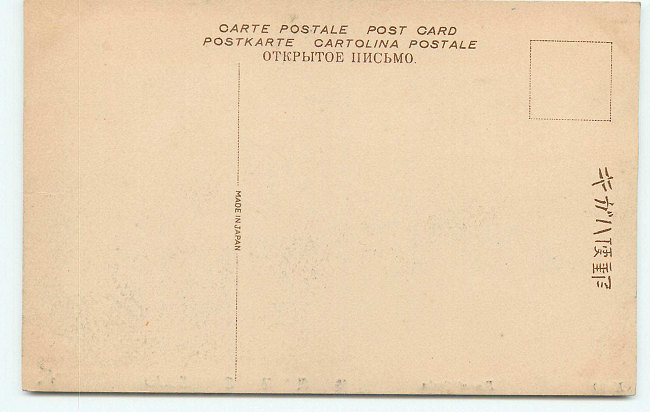 CARTE POSTALE POST CARD
POSTKARTE CARTOLINA POSTALE
ОТКРЫТОЕ ПИСЬМО.
MADE IN JAPAN
郵便ハガキ